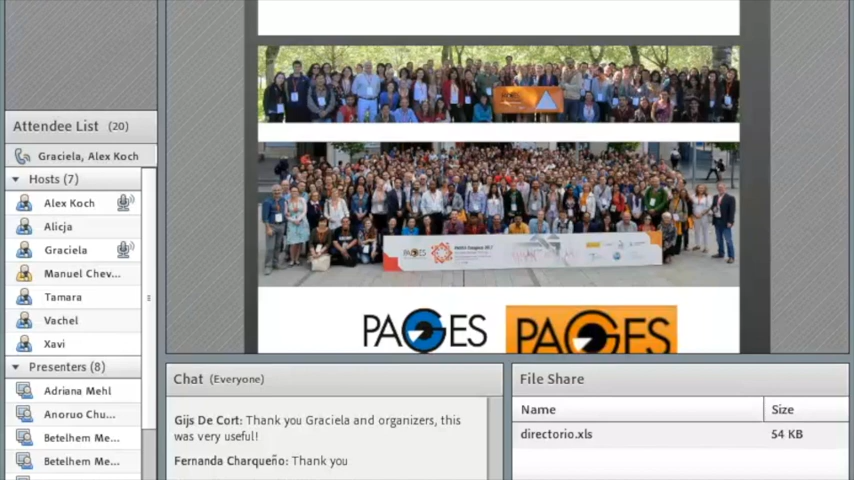 Attendee List (20)
Graciela, Alex Koch
Hosts (7)
Alex Koch
Alicja
Graciela
Manuel Chev...
Tamara
Vachel
Xavi
Presenters (8)
Adriana Mehl
Anoruo Chu...
Betelhem Me...
Betelhem Me...
PAGES
PAGES
PAGES
PAGES
Chat (Everyone)
Gijs De Cort: Thank you Graciela and organizers, this
was very useful!
Fernanda Charqueño: Thank you
File Share
Name Size
directorio.xls 54 KB